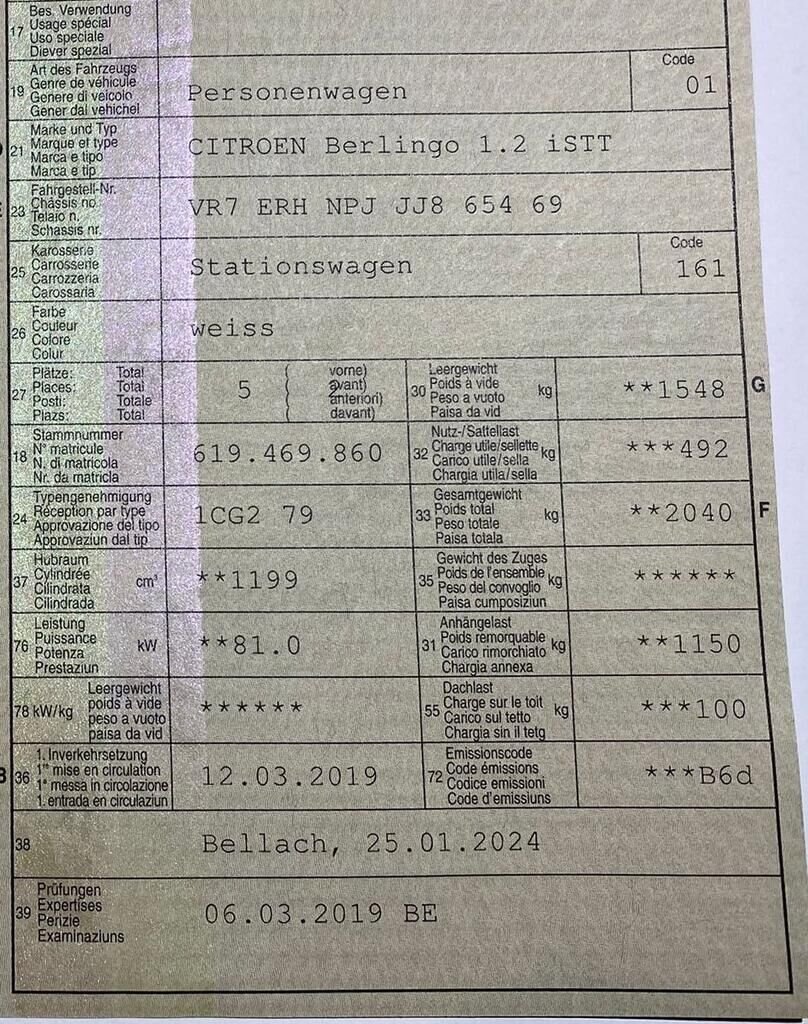 17 Bes. Verwendung
Usage spécial
Uso speciale
Diever spezial
19 Art des Fahrzeugs
Genre de véhicule
Genere di veicolo
Gener dal vehichel
Personenwagen
Code
01
21 Marke und Typ
Marque et type
Marca e tipo
Marca e tip
CITROEN Berlingo 1.2 iSTT
23 Fahrgestell-Nr.
Châssis no
Telaio n.
Schassis nr.
VR7 ERH NPJ JJ8 654 69
25 Karosserie
Carrosserie
Carrozzeria
Carossaria
Stationswagen
Code
161
26 Farbe
Couleur
Colore
Colur
weiss
27 Plätze: Total
Places: Total
Posti: Totale
Plazs: Total
5
( vorne)
( avant)
( anteriori)
( davant)
30 Leergewicht
Poids à vide
Peso a vuoto
Paisa da vid
kg
**1548
G
18 Stammnummer
N° matricule
N. di matricola
Nr. da matricla
619.469.860
32 Nutz-/Sattellast
Charge utile/sellette
Carico utile/sella
Chargia utila/sella
kg
***492
24 Typengenehmigung
Réception par type
Approvazione del tipo
Approvaziun dal tip
1CG2 79
33 Gesamtgewicht
Poids total
Peso totale
Paisa totala
kg
**2040
F
37 Hubraum
Cylindrée
Cilindrata
Cilindrada
cm³
**1199
35 Gewicht des Zuges
Poids de l'ensemble
Peso del convoglio
Paisa cumposiziun
kg
******
76 Leistung
Puissance
Potenza
Prestaziun
kW
**81.0
31 Anhängelast
Poids remorquable
Carico rimorchiato
Chargia annexa
kg
**1150
78 kW/kg
Leergewicht
poids à vide
peso a vuoto
paisa da vid
******
55 Dachlast
Charge sur le toit
Carico sul tetto
Chargia sin il tetg
kg
***100
B
36 1. Inverkehrsetzung
1re mise en circulation
1a messa in circolazione
1. entrada en circulaziun
12.03.2019
72 Emissionscode
Code émissions
Codice emissioni
Code d'emissiuns
***B6d
38
Bellach, 25.01.2024
39 Prüfungen
Expertises
Perizie
Examinaziuns
06.03.2019 BE